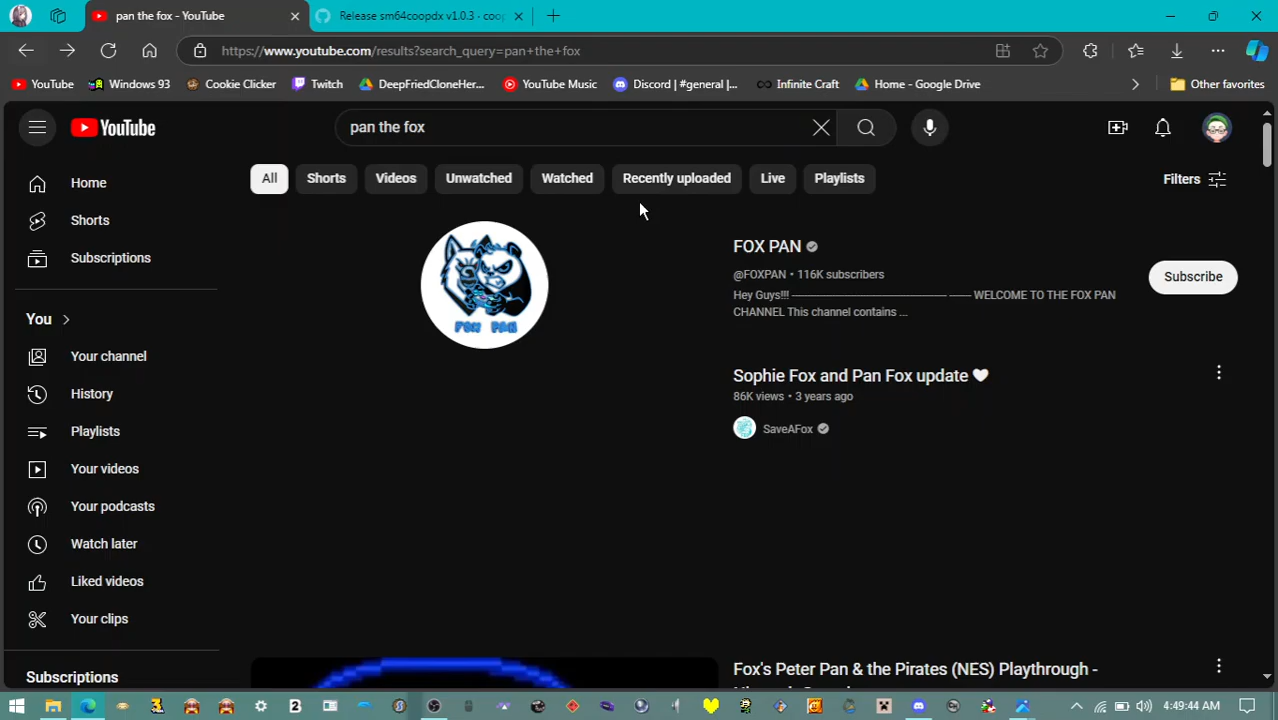 pan the fox - YouTube
Release sm64coopdx v1.0.3 · coop
https://www.youtube.com/results?search_query=pan+the+fox
YouTube
Windows 93
Cookie Clicker
Twitch
DeepFriedCloneHer...
YouTube Music
Discord | #general |...
Infinite Craft
Home - Google Drive
Other favorites
YouTube
pan the fox
All
Shorts
Videos
Unwatched
Watched
Recently uploaded
Live
Playlists
Filters
Home
Shorts
Subscriptions
You
Your channel
History
Playlists
Your videos
Your podcasts
Watch later
Liked videos
Your clips
Subscriptions
FOX PAN
FOX PAN
@FOXPAN • 116K subscribers
Hey Guys!!! ———————————— —— WELCOME TO THE FOX PAN
CHANNEL This channel contains ...
Subscribe
Sophie Fox and Pan Fox update 🤍
86K views • 3 years ago
SaveAFox
Fox's Peter Pan & the Pirates (NES) Playthrough -
4:49:44 AM